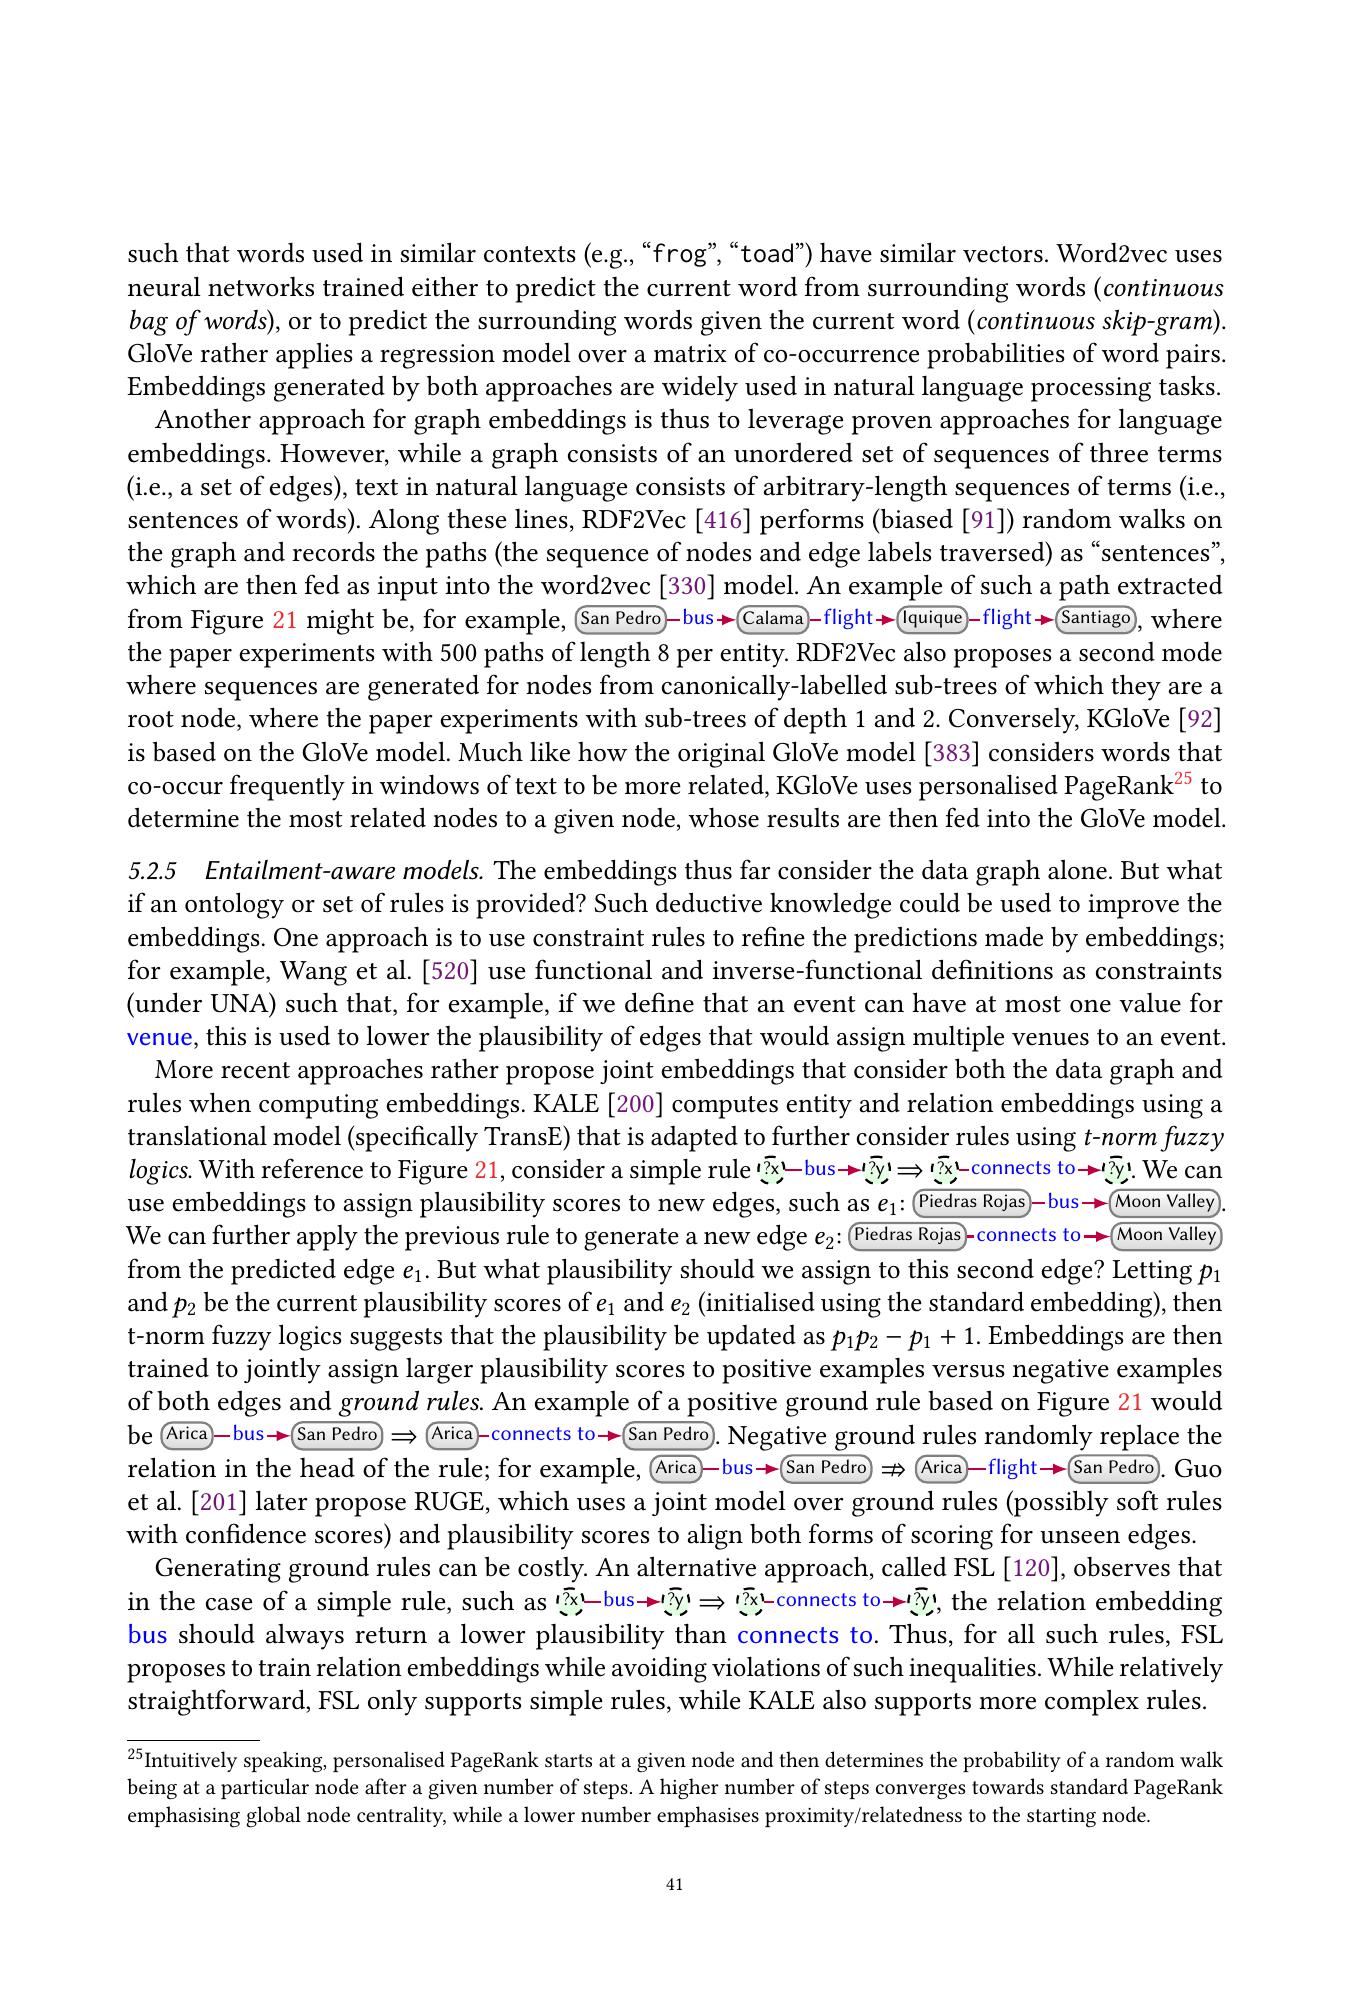 such that words used in similar contexts (e.g., “frog”, “toad”) have similar vectors. Word2vec uses
neural networks trained either to predict the current word from surrounding words (continuous
bag of words), or to predict the surrounding words given the current word (continuous skip-gram).
GloVe rather applies a regression model over a matrix of co-occurrence probabilities of word pairs.
Embeddings generated by both approaches are widely used in natural language processing tasks.
Another approach for graph embeddings is thus to leverage proven approaches for language
embeddings. However, while a graph consists of an unordered set of sequences of three terms
(i.e., a set of edges), text in natural language consists of arbitrary-length sequences of terms (i.e.,
sentences of words). Along these lines, RDF2Vec [416] performs (biased [91]) random walks on
the graph and records the paths (the sequence of nodes and edge labels traversed) as “sentences”,
which are then fed as input into the word2vec [330] model. An example of such a path extracted
from Figure 21 might be, for example, San Pedro bus Calama flight Iquique flight Santiago, where
the paper experiments with 500 paths of length 8 per entity. RDF2Vec also proposes a second mode
where sequences are generated for nodes from canonically-labelled sub-trees of which they are a
root node, where the paper experiments with sub-trees of depth 1 and 2. Conversely, KGloVe [92]
is based on the GloVe model. Much like how the original GloVe model [383] considers words that
co-occur frequently in windows of text to be more related, KGloVe uses personalised PageRank25 to
determine the most related nodes to a given node, whose results are then fed into the GloVe model.
5.2.5 Entailment-aware models. The embeddings thus far consider the data graph alone. But what
if an ontology or set of rules is provided? Such deductive knowledge could be used to improve the
embeddings. One approach is to use constraint rules to refine the predictions made by embeddings;
for example, Wang et al. [520] use functional and inverse-functional definitions as constraints
(under UNA) such that, for example, if we define that an event can have at most one value for
venue, this is used to lower the plausibility of edges that would assign multiple venues to an event.
More recent approaches rather propose joint embeddings that consider both the data graph and
rules when computing embeddings. KALE [200] computes entity and relation embeddings using a
translational model (specifically TransE) that is adapted to further consider rules using t-norm fuzzy
logics. With reference to Figure 21, consider a simple rule ?x bus ?y ⇒ ?x connects to ?y. We can
use embeddings to assign plausibility scores to new edges, such as e1: Piedras Rojas bus Moon Valley.
We can further apply the previous rule to generate a new edge e2: Piedras Rojas connects to Moon Valley
from the predicted edge e1. But what plausibility should we assign to this second edge? Letting p1
and p2 be the current plausibility scores of e1 and e2 (initialised using the standard embedding), then
t-norm fuzzy logics suggests that the plausibility be updated as p1p2 − p1 + 1. Embeddings are then
trained to jointly assign larger plausibility scores to positive examples versus negative examples
of both edges and ground rules. An example of a positive ground rule based on Figure 21 would
be Arica bus San Pedro ⇒ Arica connects to San Pedro. Negative ground rules randomly replace the
relation in the head of the rule; for example, Arica bus San Pedro ⇏ Arica flight San Pedro. Guo
et al. [201] later propose RUGE, which uses a joint model over ground rules (possibly soft rules
with confidence scores) and plausibility scores to align both forms of scoring for unseen edges.
Generating ground rules can be costly. An alternative approach, called FSL [120], observes that
in the case of a simple rule, such as ?x bus ?y ⇒ ?x connects to ?y, the relation embedding
bus should always return a lower plausibility than connects to. Thus, for all such rules, FSL
proposes to train relation embeddings while avoiding violations of such inequalities. While relatively
straightforward, FSL only supports simple rules, while KALE also supports more complex rules.
25Intuitively speaking, personalised PageRank starts at a given node and then determines the probability of a random walk
being at a particular node after a given number of steps. A higher number of steps converges towards standard PageRank
emphasising global node centrality, while a lower number emphasises proximity/relatedness to the starting node.
41